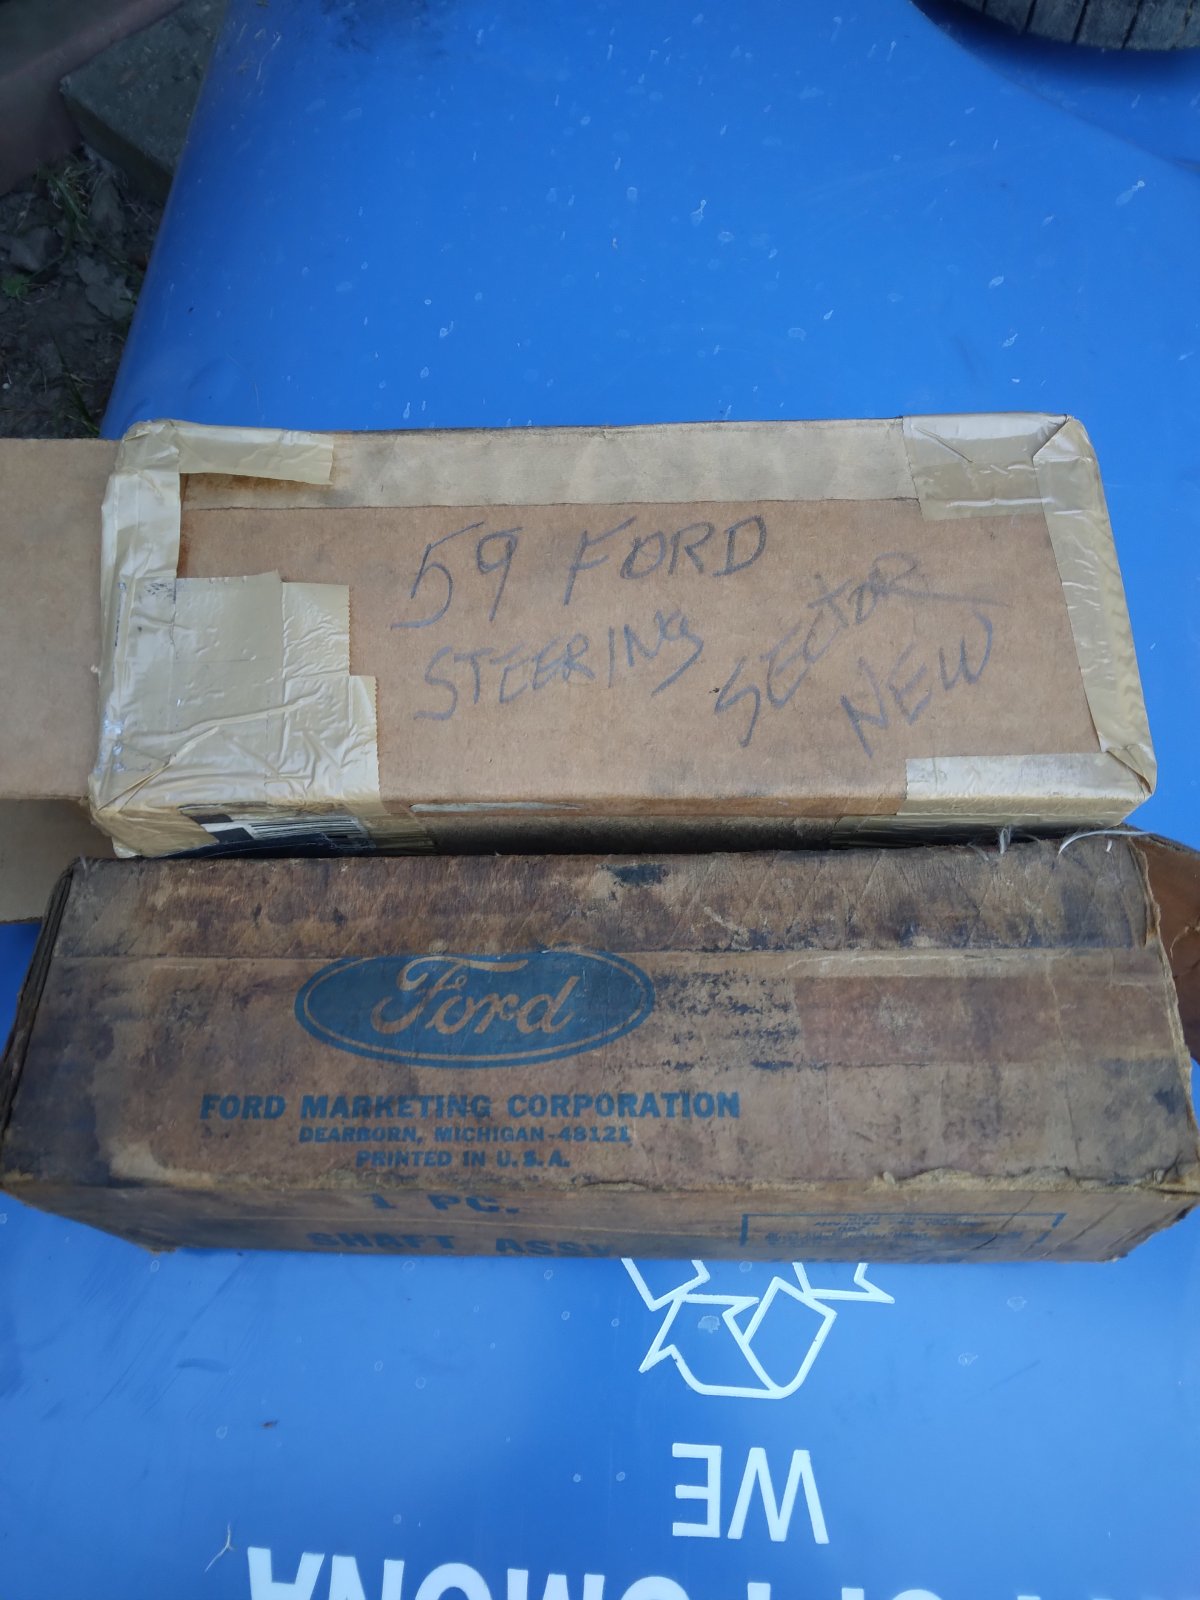 59 FORD
STEERING SECTOR
NEW
Ford
FORD MARKETING CORPORATION
DEARBORN, MICHIGAN-48121
PRINTED IN U.S.A.
1 PC.
SHAFT ASSY
WE